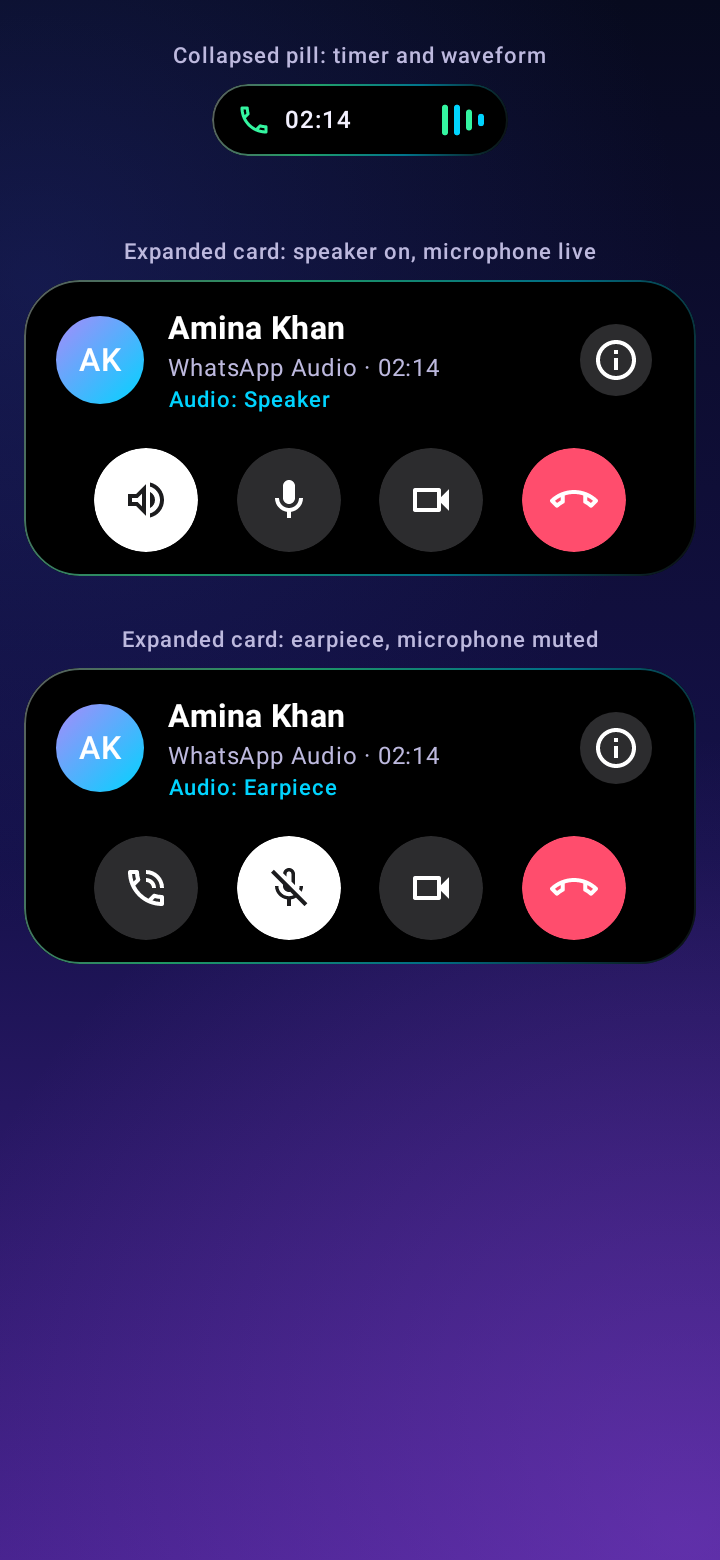 Collapsed pill: timer and waveform
02:14
Expanded card: speaker on, microphone live
Amina Khan
AK
WhatsApp Audio · 02:14
Audio: Speaker
Expanded card: earpiece, microphone muted
Amina Khan
AK
WhatsApp Audio · 02:14
Audio: Earpiece